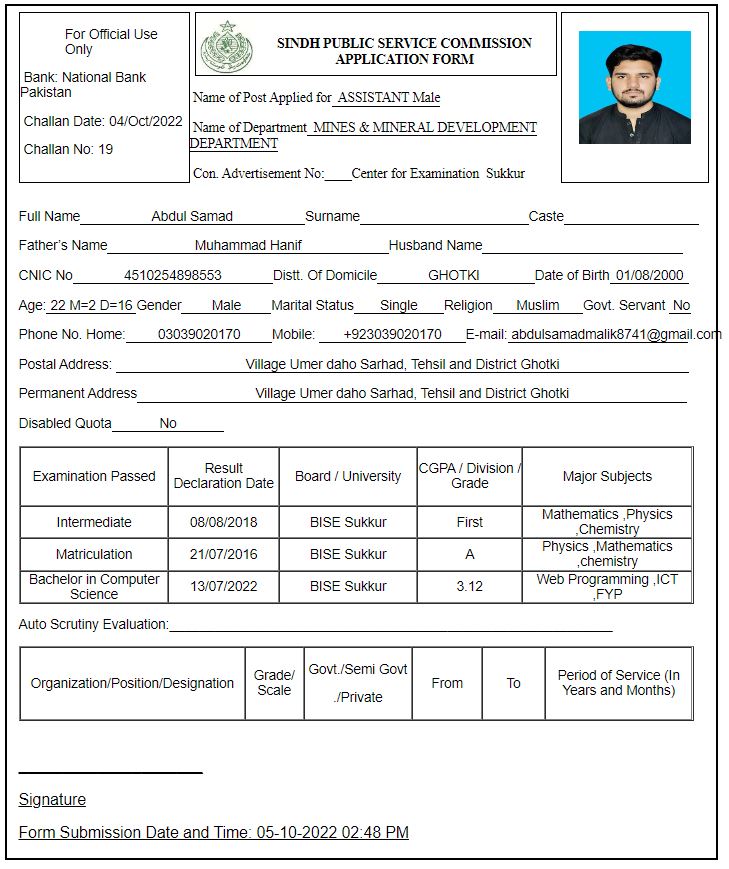 For Official Use
Only
Bank: National Bank
Pakistan
Challan Date: 04/Oct/2022
Challan No: 19
SINDH PUBLIC SERVICE COMMISSION
APPLICATION FORM
Name of Post Applied for ASSISTANT Male
Name of Department MINES & MINERAL DEVELOPMENT
DEPARTMENT
Con. Advertisement No:____Center for Examination Sukkur
Full Name Abdul Samad Surname Caste
Father's Name Muhammad Hanif Husband Name
CNIC No 4510254898553 Distt. Of Domicile GHOTKI Date of Birth 01/08/2000
Age: 22 M=2 D=16 Gender Male Marital Status Single Religion Muslim Govt. Servant No
Phone No. Home: 03039020170 Mobile: +923039020170 E-mail: abdulsamadmalik8741@gmail.com
Postal Address: Village Umer daho Sarhad, Tehsil and District Ghotki
Permanent Address Village Umer daho Sarhad, Tehsil and District Ghotki
Disabled Quota No
Examination Passed Result Declaration Date Board / University CGPA / Division / Grade Major Subjects
Intermediate 08/08/2018 BISE Sukkur First Mathematics ,Physics ,Chemistry
Matriculation 21/07/2016 BISE Sukkur A Physics ,Mathematics ,chemistry
Bachelor in Computer Science 13/07/2022 BISE Sukkur 3.12 Web Programming ,ICT ,FYP
Auto Scrutiny Evaluation:
Organization/Position/Designation Grade/ Scale Govt./Semi Govt ./Private From To Period of Service (In Years and Months)
Signature
Form Submission Date and Time: 05-10-2022 02:48 PM